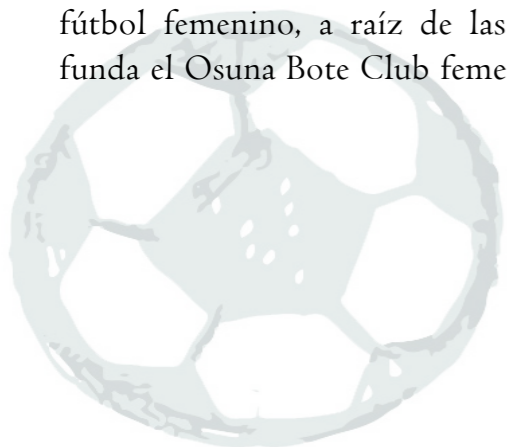 fútbol femenino, a raíz de las
funda el Osuna Bote Club feme